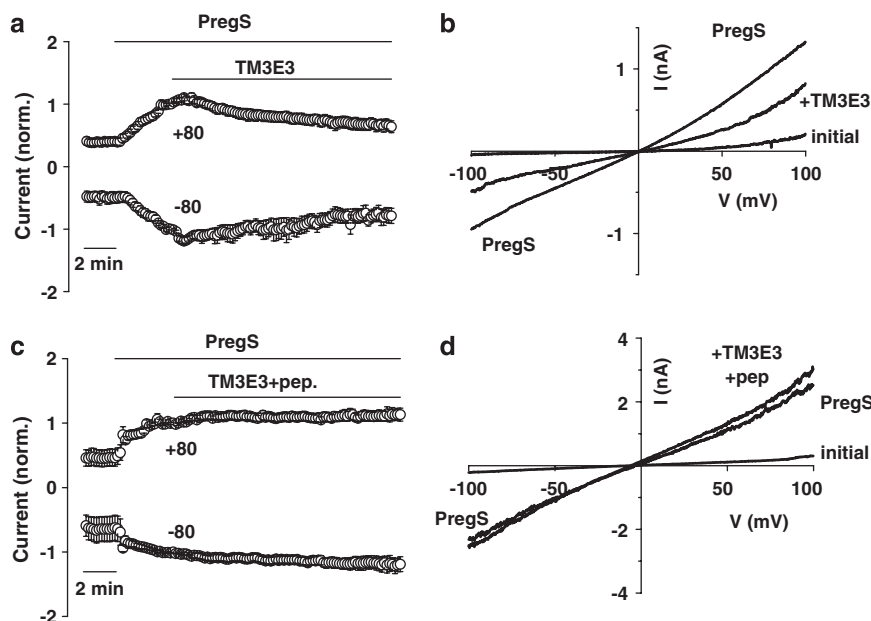 a
PregS
TM3E3
2
1
0
-1
-2
Current (norm.)
+80
-80
2 min
b
PregS
I (nA)
1
+TM3E3
initial
-100
-50
50
100
V (mV)
PregS
-1
c
PregS
TM3E3+pep.
2
1
0
-1
-2
Current (norm.)
+80
-80
2 min
d
4
I (nA)
+TM3E3
+pep
2
PregS
initial
-100
-50
50
100
V (mV)
PregS
-2
-4